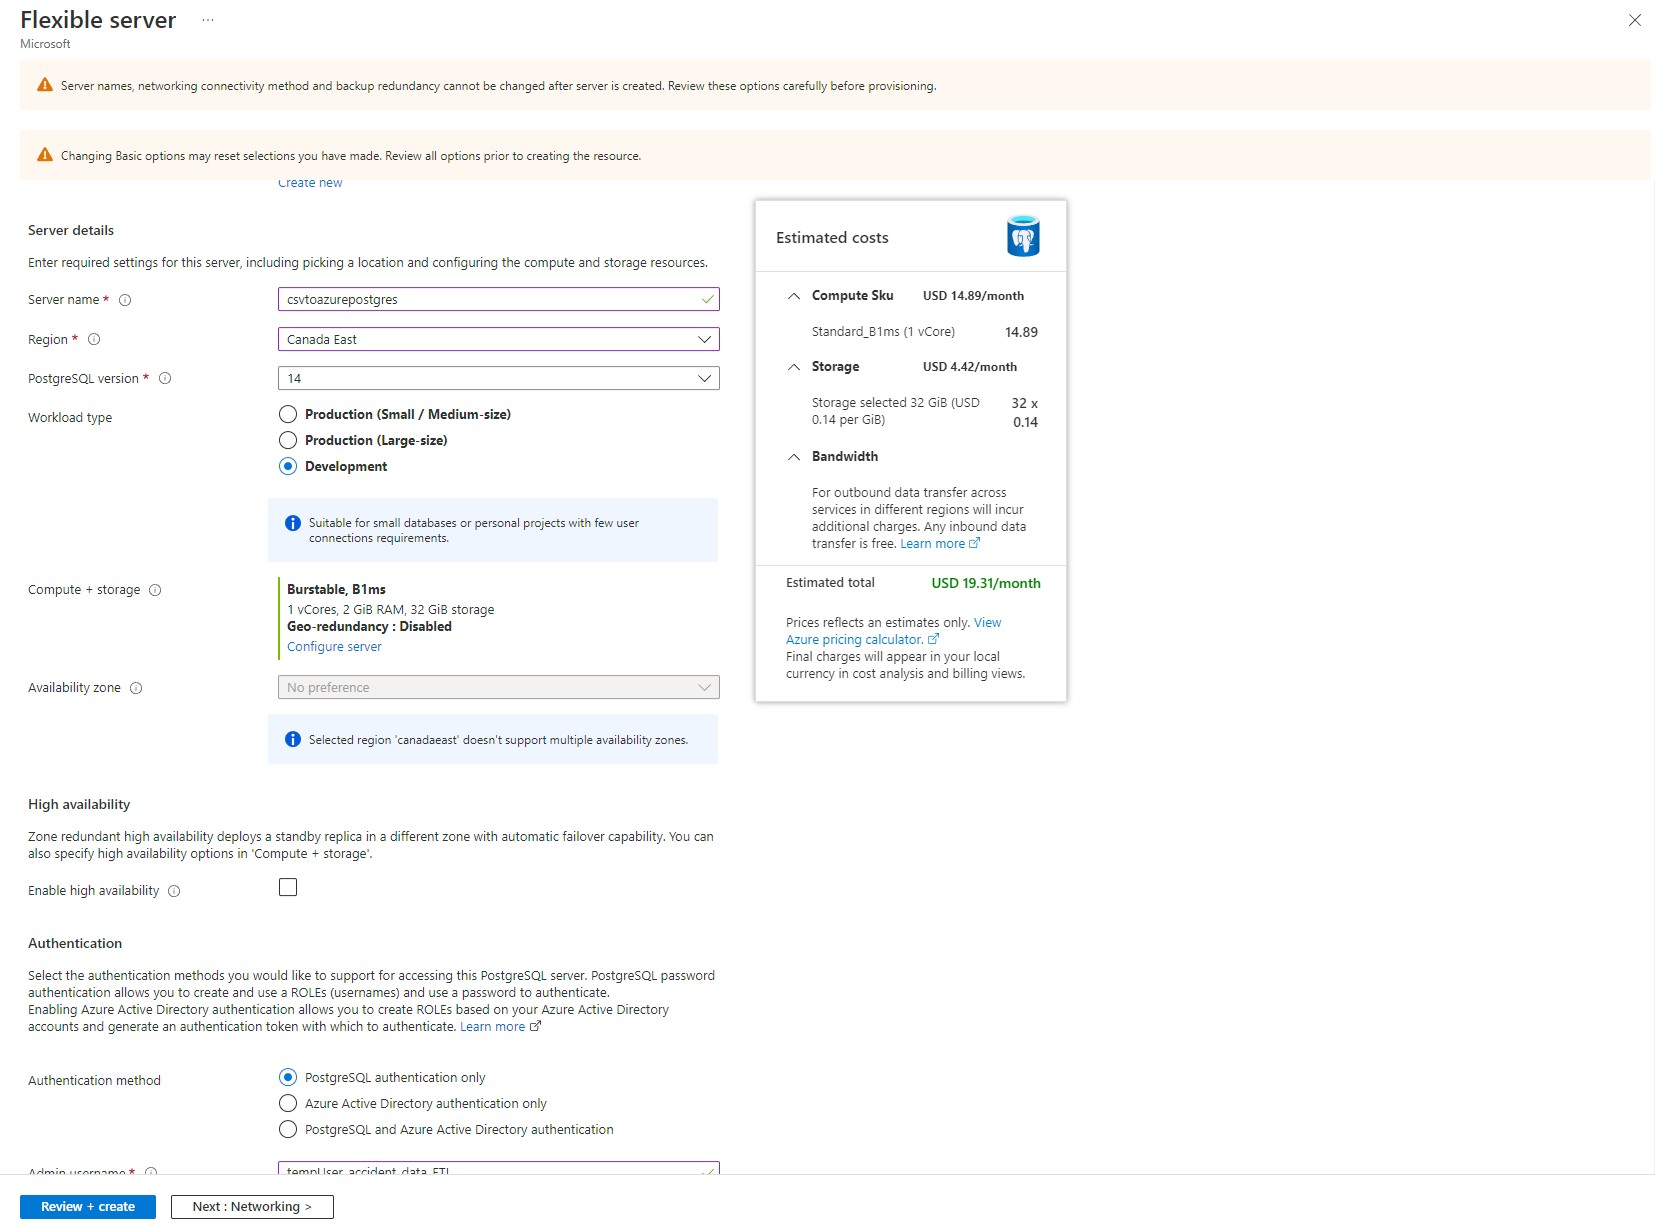 Flexible server ...
Microsoft
Server names, networking connectivity method and backup redundancy cannot be changed after server is created. Review these options carefully before provisioning.
Changing Basic options may reset selections you have made. Review all options prior to creating the resource.
Create new
Server details
Enter required settings for this server, including picking a location and configuring the compute and storage resources.
Server name *
csvtoazurepostgres
Region *
Canada East
PostgreSQL version *
14
Workload type
Production (Small / Medium-size)
Production (Large-size)
Development
Suitable for small databases or personal projects with few user
connections requirements.
Compute + storage
Burstable, B1ms
1 vCores, 2 GiB RAM, 32 GiB storage
Geo-redundancy : Disabled
Configure server
Availability zone
No preference
Selected region 'canadaeast' doesn't support multiple availability zones.
High availability
Zone redundant high availability deploys a standby replica in a different zone with automatic failover capability. You can
also specify high availability options in 'Compute + storage'.
Enable high availability
Authentication
Select the authentication methods you would like to support for accessing this PostgreSQL server. PostgreSQL password
authentication allows you to create and use a ROLEs (usernames) and use a password to authenticate.
Enabling Azure Active Directory authentication allows you to create ROLEs based on your Azure Active Directory
accounts and generate an authentication token with which to authenticate. Learn more
Authentication method
PostgreSQL authentication only
Azure Active Directory authentication only
PostgreSQL and Azure Active Directory authentication
Admin username *
tempUser_accident_data_ETL
Estimated costs
Compute Sku USD 14.89/month
Standard_B1ms (1 vCore) 14.89
Storage USD 4.42/month
Storage selected 32 GiB (USD 32 x
0.14 per GiB) 0.14
Bandwidth
For outbound data transfer across
services in different regions will incur
additional charges. Any inbound data
transfer is free. Learn more
Estimated total USD 19.31/month
Prices reflects an estimates only. View
Azure pricing calculator.
Final charges will appear in your local
currency in cost analysis and billing views.
Review + create
Next : Networking >